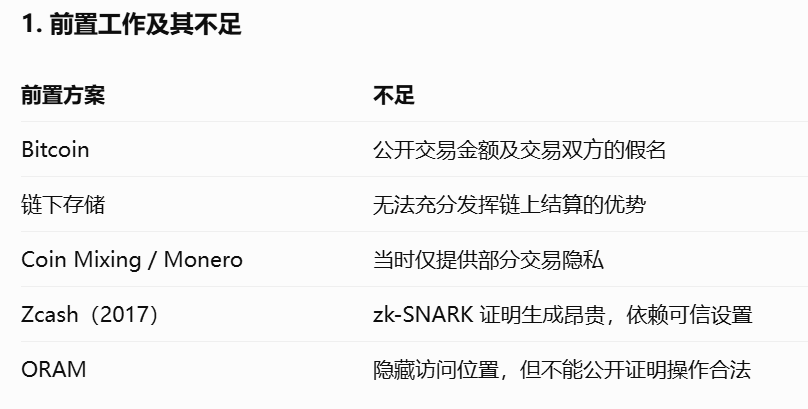 1. 前置工作及其不足
前置方案 不足
Bitcoin 公开交易金额及交易双方的假名
链下存储 无法充分发挥链上结算的优势
Coin Mixing / Monero 当时仅提供部分交易隐私
Zcash（2017） zk-SNARK 证明生成昂贵，依赖可信设置
ORAM 隐藏访问位置，但不能公开证明操作合法